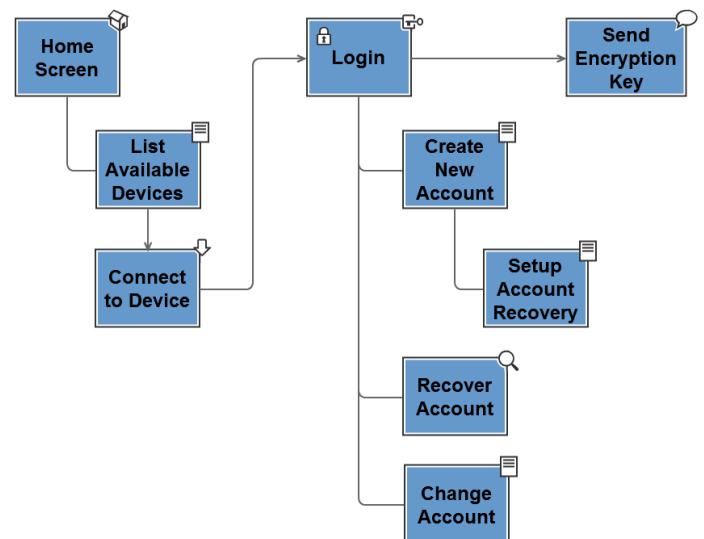 Home
Screen
Login
Send
Encryption
Key
List
Available
Devices
Create
New
Account
Connect
to Device
Setup
Account
Recovery
Recover
Account
Change
Account